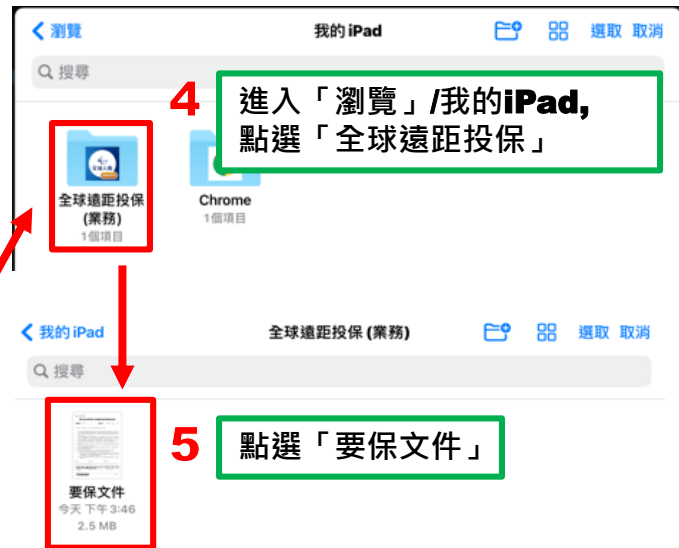 瀏覽
我的 iPad
選取 取消
搜尋
4
進入「瀏覽」/我的iPad,
點選「全球遠距投保」
全球遠距投保
(業務)
1個項目
Chrome
1個項目
我的 iPad
全球遠距投保 (業務)
選取 取消
搜尋
5
點選「要保文件」
要保文件
今天 下午 3:46
2.5 MB